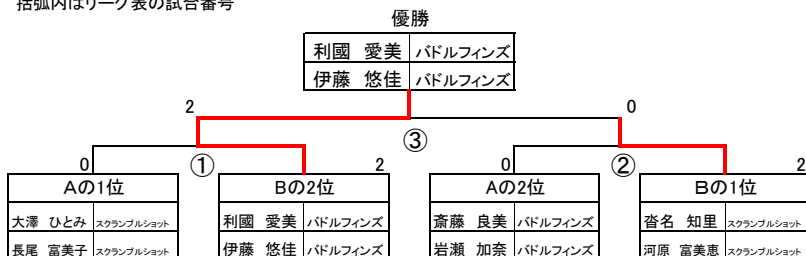 括弧内はリーグ表の試合番号
優勝
利國 愛美 バドルフィンズ
伊藤 悠佳 バドルフィンズ
2 0
③
0 ① 2 0 ② 2
Aの1位 Bの2位 Aの2位 Bの1位
大澤 ひとみ スクランブルショット 利國 愛美 バドルフィンズ 斎藤 良美 バドルフィンズ 沓名 知里 スクランブルショット
長尾 富美子 スクランブルショット 伊藤 悠佳 バドルフィンズ 岩瀬 加奈 バドルフィンズ 河原 富美恵 スクランブルショット